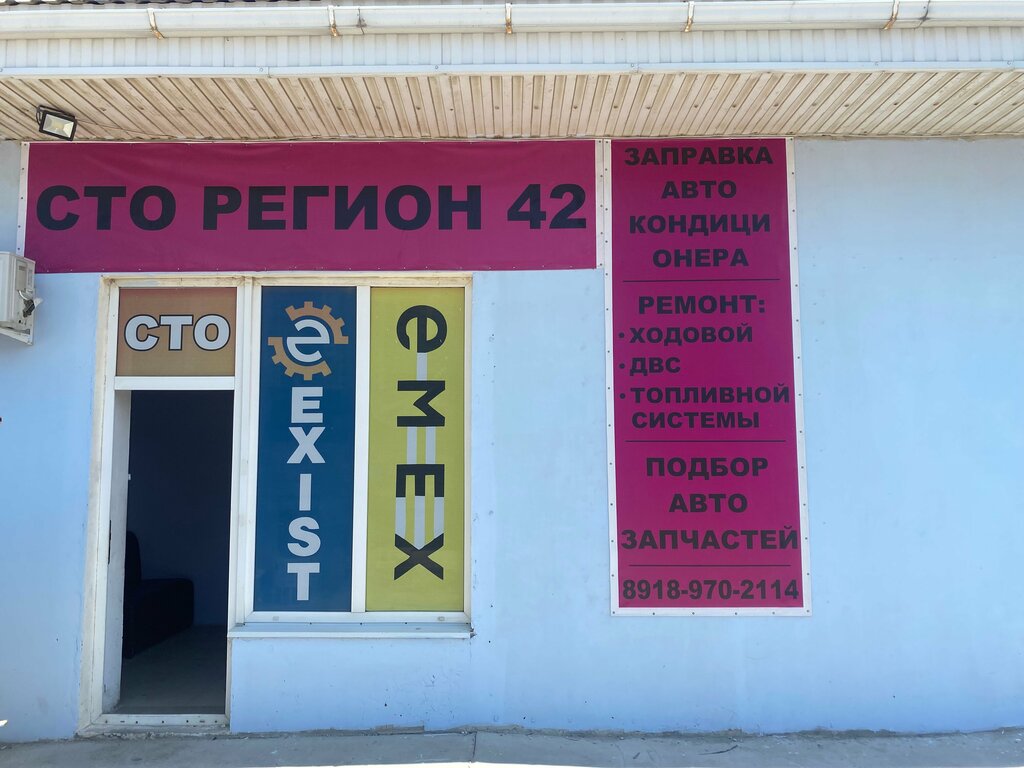 СТО РЕГИОН 42
СТО
EXIST
e-MEX
ЗАПРАВКА
АВТО
КОНДИЦИ
ОНЕРА
РЕМОНТ:
• ХОДОВОЙ
• ДВС
• ТОПЛИВНОЙ
СИСТЕМЫ
ПОДБОР
АВТО
ЗАПЧАСТЕЙ
8918-970-2114